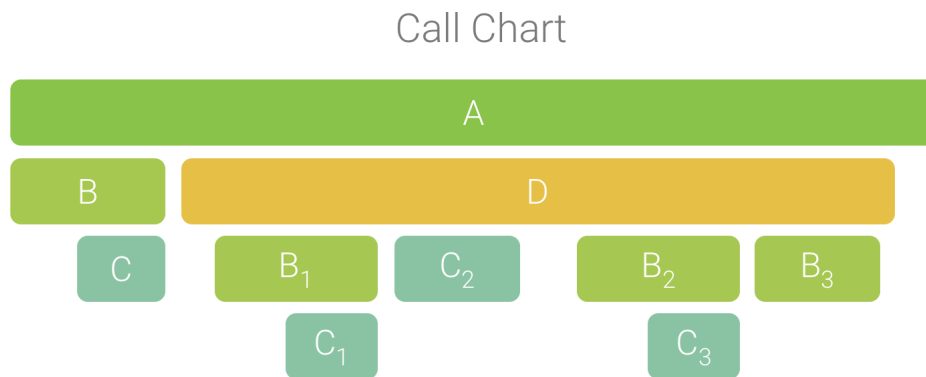 Call Chart
A
B D
C B₁ C₂ B₂ B₃
C₁ C₃